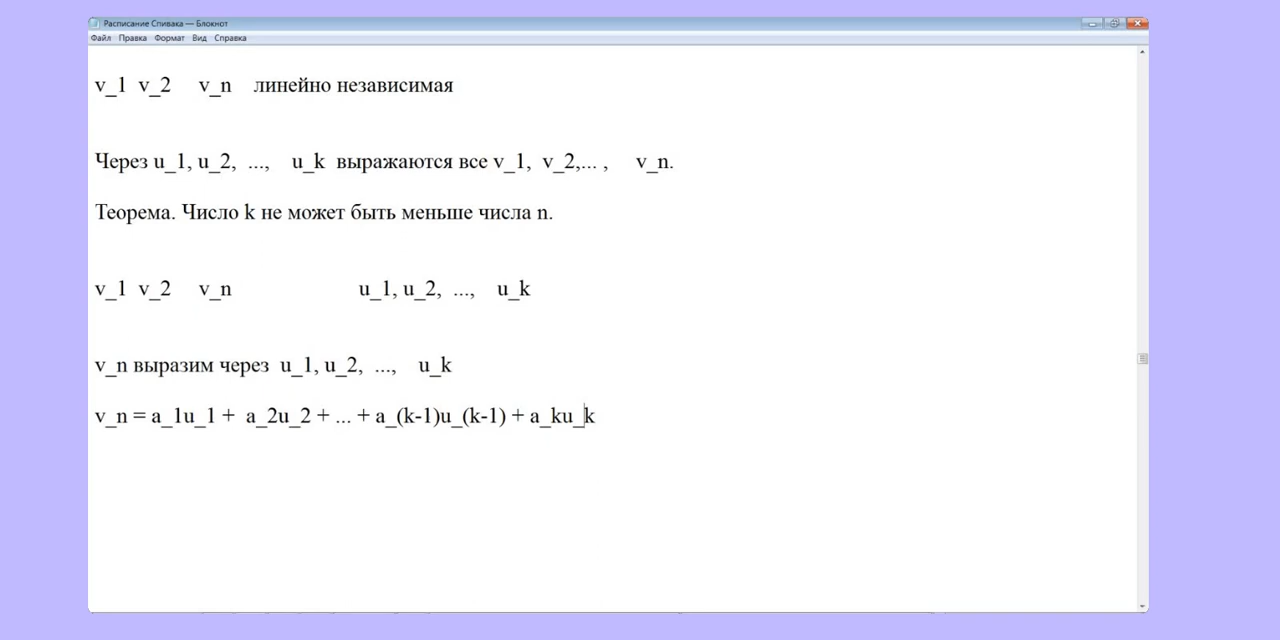 Расписание Спивака — Блокнот
Файл Правка Формат Вид Справка
v_1 v_2 v_n линейно независимая
Через u_1, u_2, ..., u_k выражаются все v_1, v_2,... , v_n.
Теорема. Число k не может быть меньше числа n.
v_1 v_2 v_n u_1, u_2, ..., u_k
v_n выразим через u_1, u_2, ..., u_k
v_n = a_1u_1 + a_2u_2 + ... + a_(k-1)u_(k-1) + a_ku_k